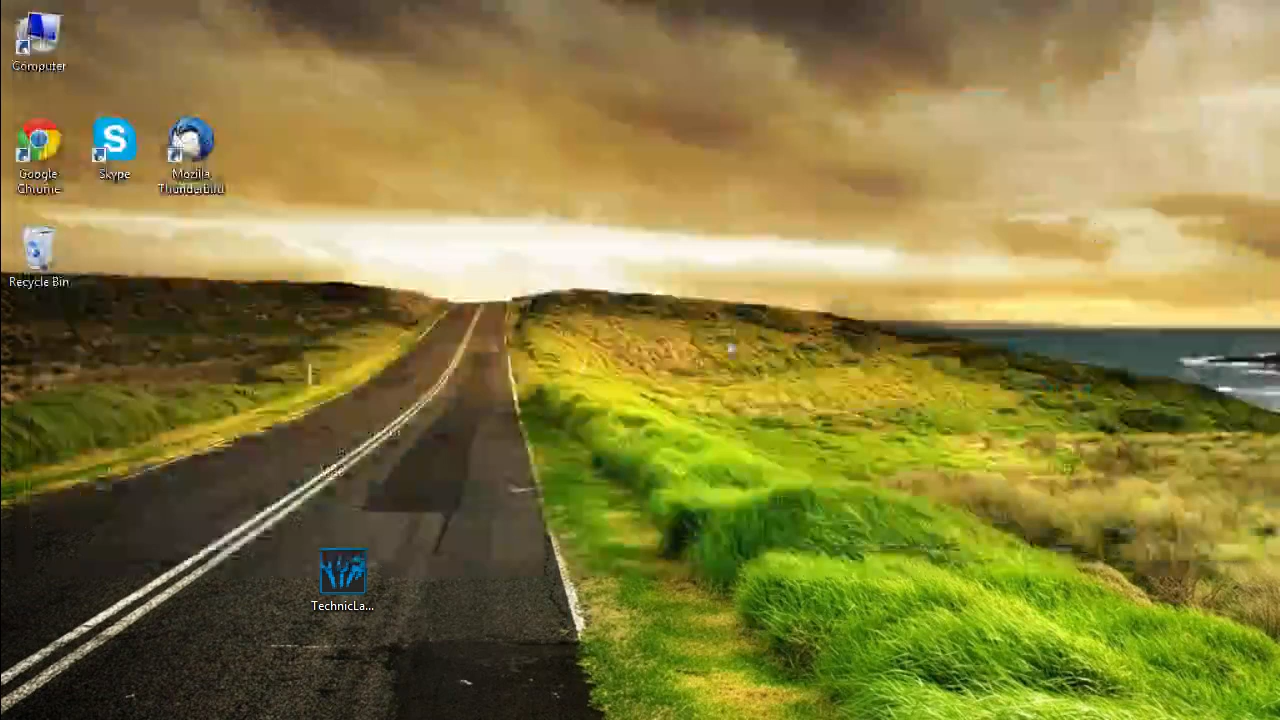 Computer
Google
Chrome
Skype
Mozilla
Thunderbird
Recycle Bin
TechnicLa...